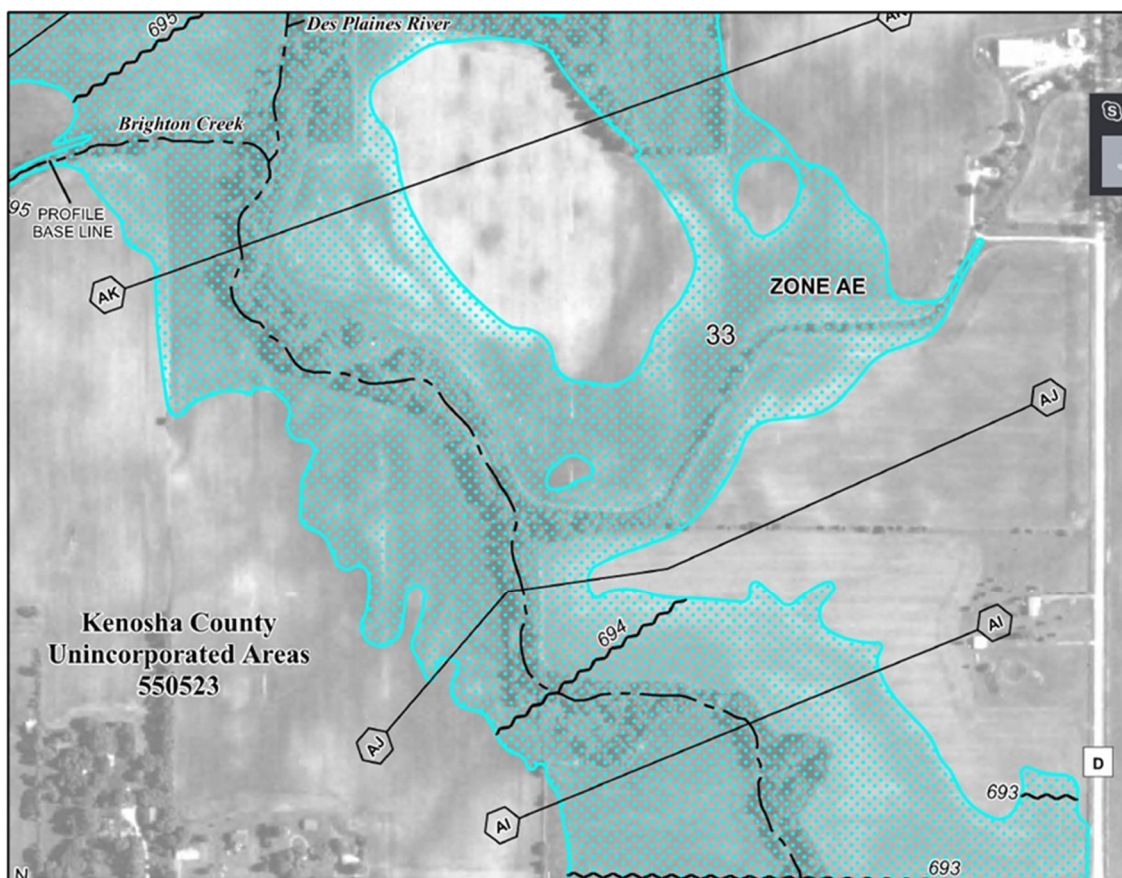 695
Des Plaines River
AK
Brighton Creek
95
PROFILE
BASE LINE
AK
ZONE AE
33
AJ
Kenosha County
Unincorporated Areas
550523
694
AI
AJ
D
693
AI
693
N
S